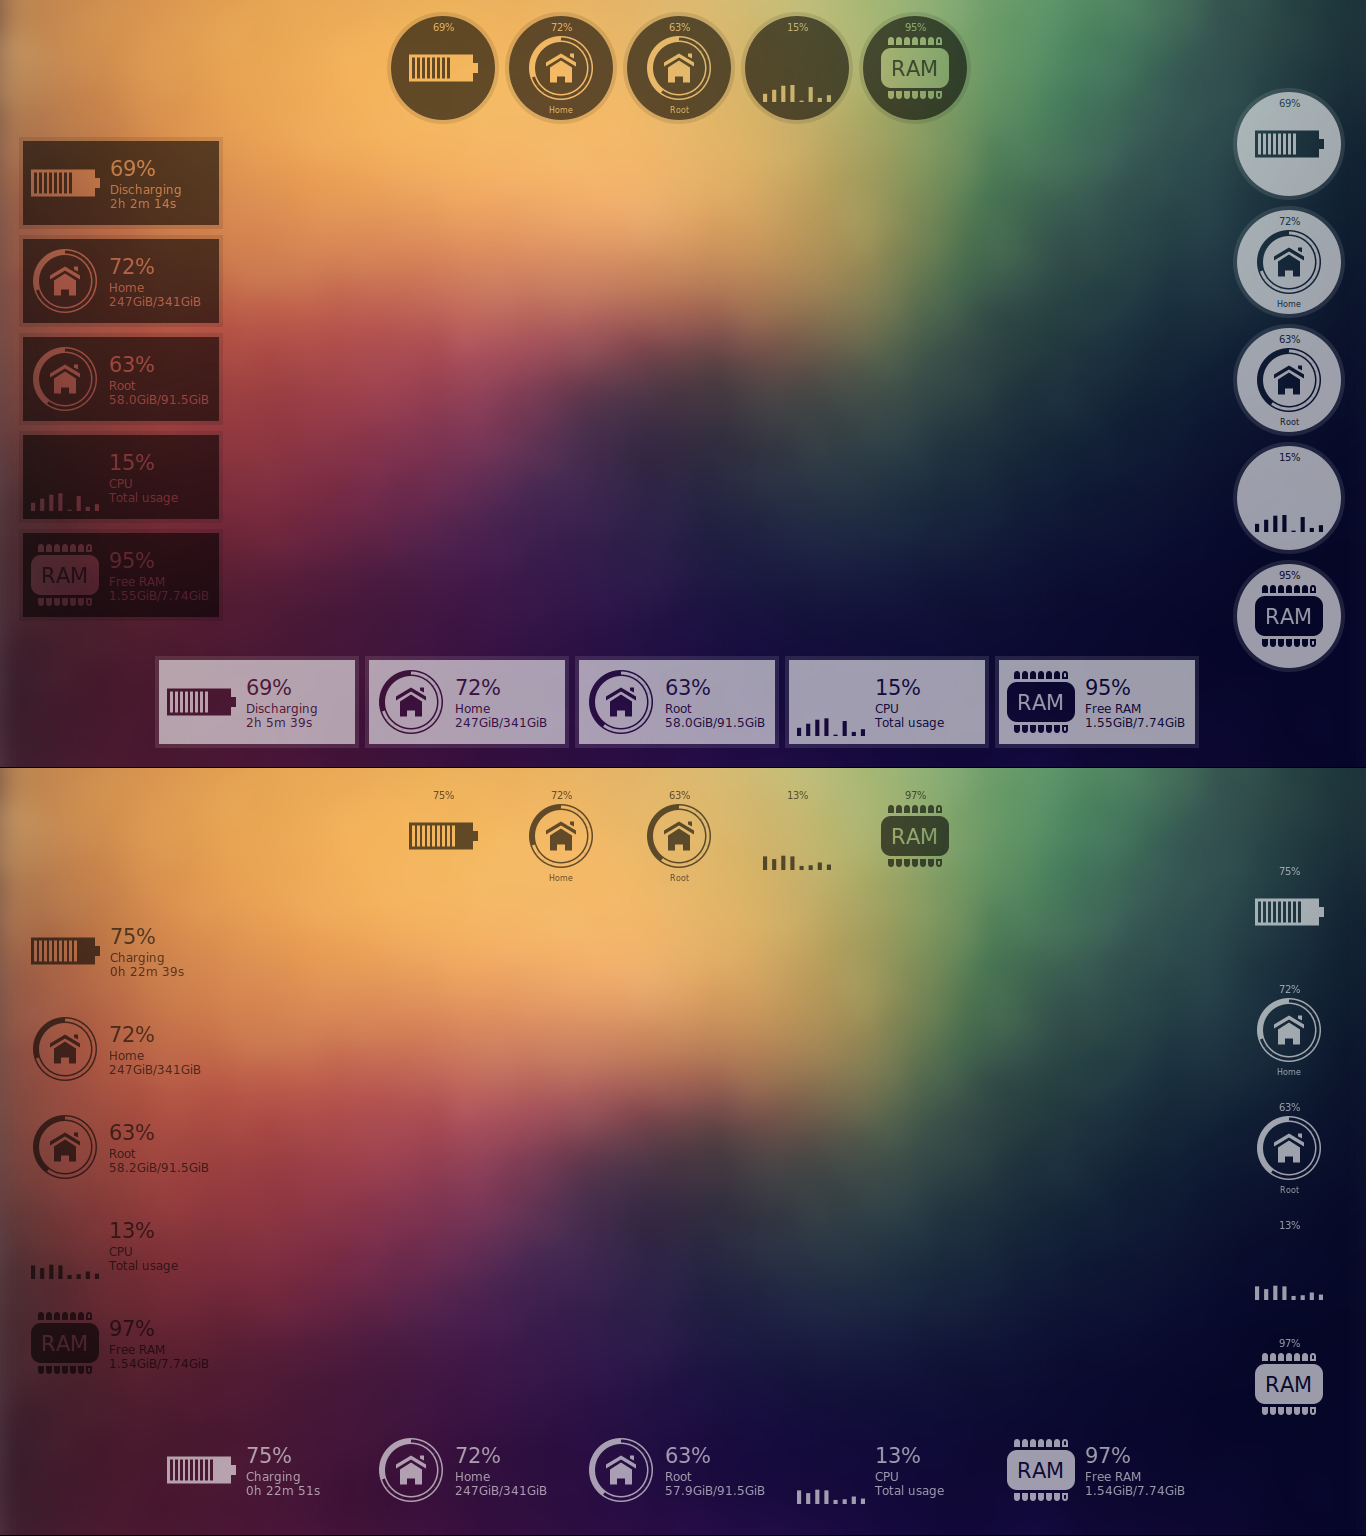 69%
72%
Home
63%
Root
15%
95%
RAM
69%
Discharging
2h 2m 14s
72%
Home
247GiB/341GiB
63%
Root
58.0GiB/91.5GiB
15%
CPU
Total usage
RAM
95%
Free RAM
1.55GiB/7.74GiB
69%
72%
Home
63%
Root
15%
95%
RAM
69%
Discharging
2h 5m 39s
72%
Home
247GiB/341GiB
63%
Root
58.0GiB/91.5GiB
15%
CPU
Total usage
RAM
95%
Free RAM
1.55GiB/7.74GiB
75%
72%
Home
63%
Root
13%
97%
RAM
75%
Charging
0h 22m 39s
72%
Home
247GiB/341GiB
63%
Root
58.2GiB/91.5GiB
13%
CPU
Total usage
RAM
97%
Free RAM
1.54GiB/7.74GiB
75%
72%
Home
63%
Root
13%
97%
RAM
75%
Charging
0h 22m 51s
72%
Home
247GiB/341GiB
63%
Root
57.9GiB/91.5GiB
13%
CPU
Total usage
RAM
97%
Free RAM
1.54GiB/7.74GiB